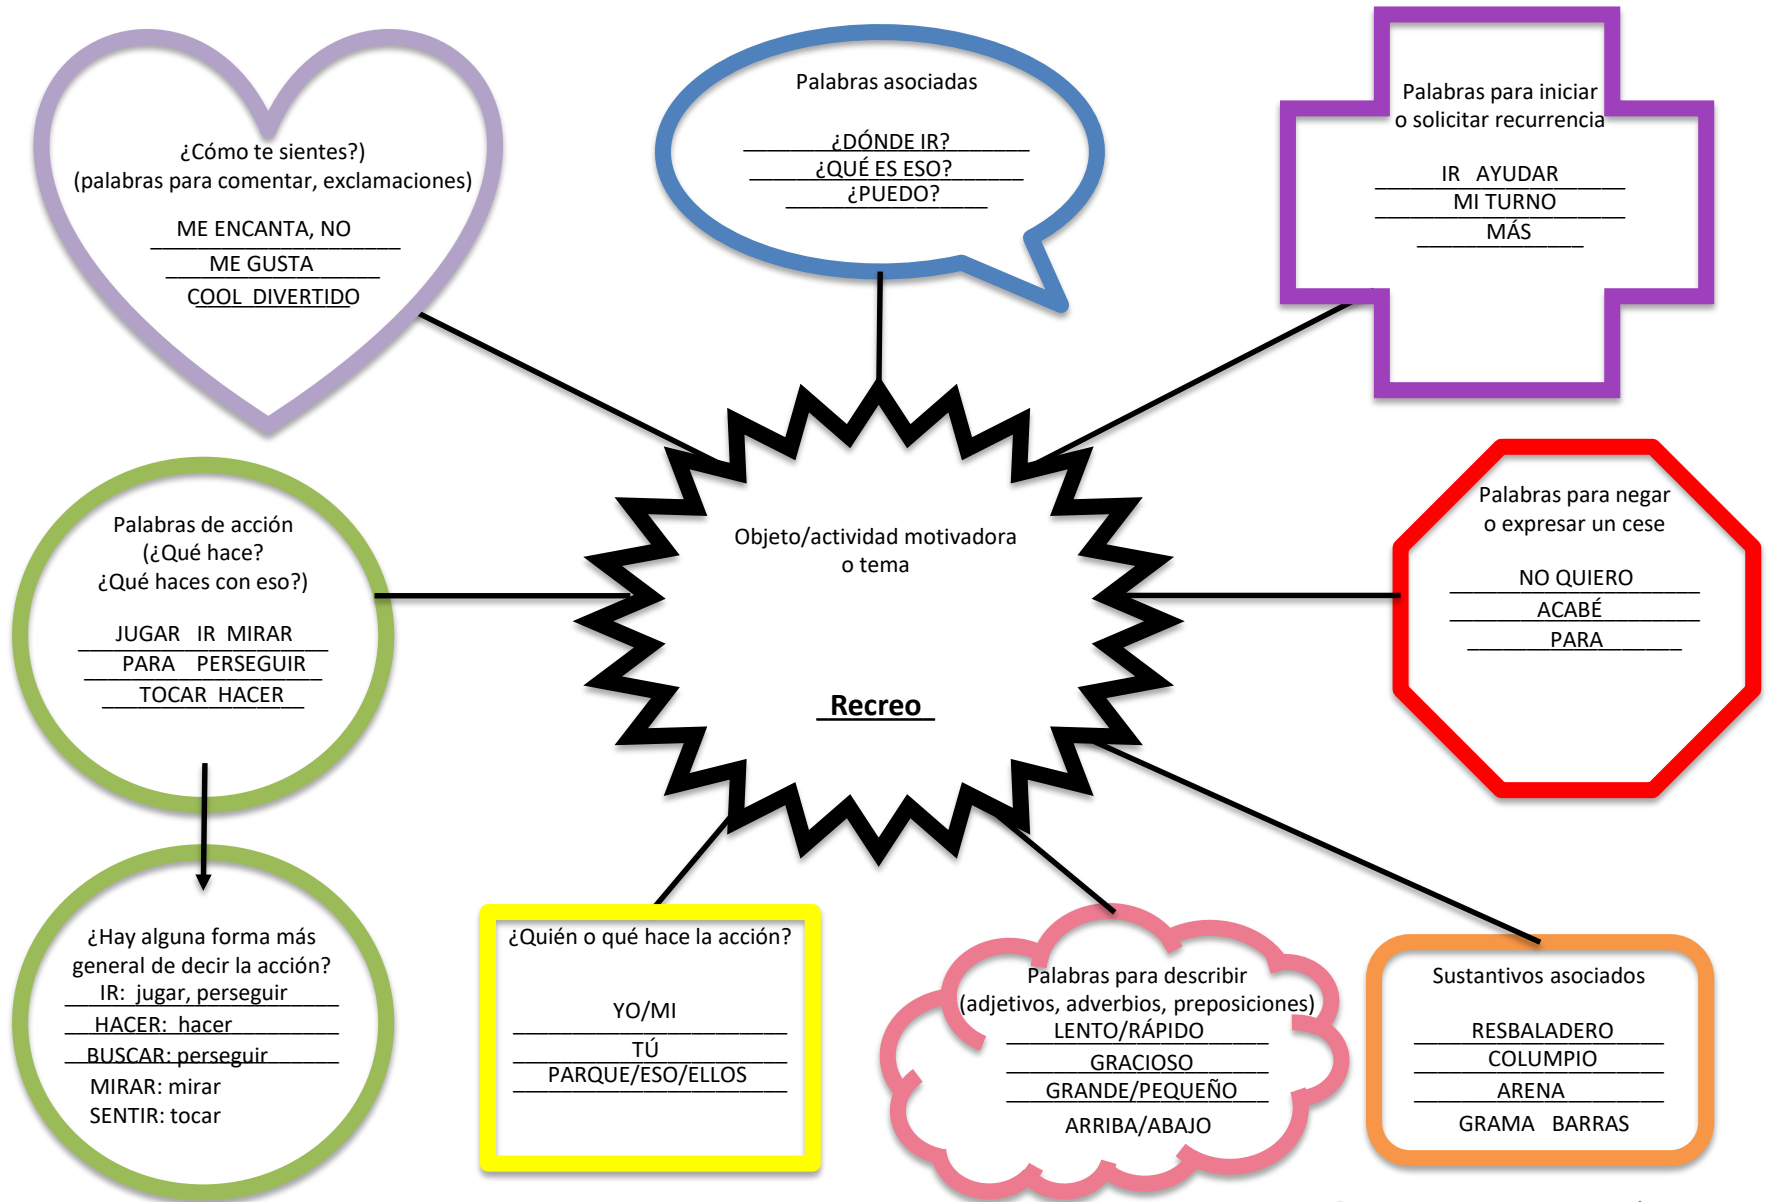 ¿Cómo te sientes?)
(palabras para comentar, exclamaciones)
ME ENCANTA, NO
ME GUSTA
COOL DIVERTIDO
Palabras asociadas
¿DÓNDE IR?
¿QUÉ ES ESO?
¿PUEDO?
Palabras para iniciar
o solicitar recurrencia
IR AYUDAR
MI TURNO
MÁS
Palabras de acción
(¿Qué hace?
¿Qué haces con eso?)
JUGAR IR MIRAR
PARA PERSEGUIR
TOCAR HACER
Objeto/actividad motivadora
o tema
Recreo
Palabras para negar
o expresar un cese
NO QUIERO
ACABÉ
PARA
¿Hay alguna forma más
general de decir la acción?
IR: jugar, perseguir
HACER: hacer
BUSCAR: perseguir
MIRAR: mirar
SENTIR: tocar
¿Quién o qué hace la acción?
YO/MI
TÚ
PARQUE/ESO/ELLOS
Palabras para describir
(adjetivos, adverbios, preposiciones)
LENTO/RÁPIDO
GRACIOSO
GRANDE/PEQUEÑO
ARRIBA/ABAJO
Sustantivos asociados
RESBALADERO
COLUMPIO
ARENA
GRAMA BARRAS